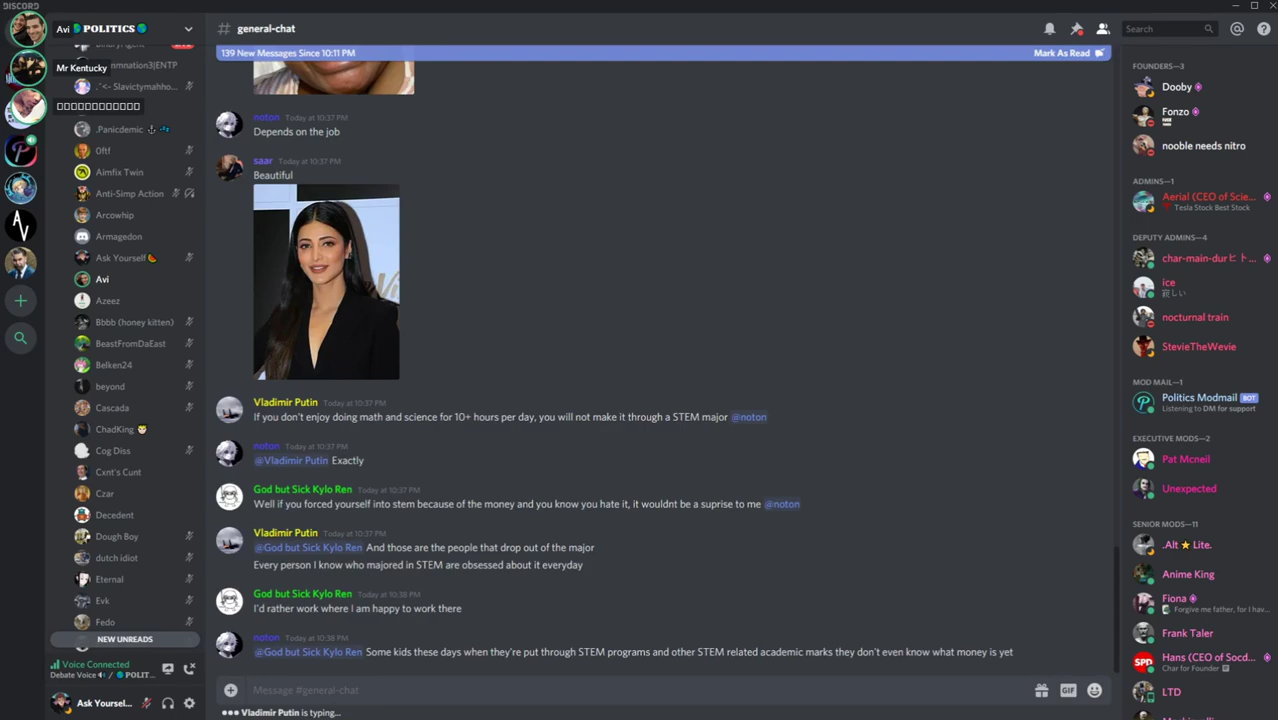 DISCORD
Avi 🌎 POLITICS 🌎
Mr Kentucky
mnmnation3|ENTP
.˚<- Slavictymahho...
.Panicdemic ⚓
0ftf
Aimfix Twin
Anti-Simp Action
Arcowhip
Armagedon
Ask Yourself 🍉
Avi
Azeez
Bbbb (honey kitten)
BeastFromDaEast
Belken24
beyond
Cascada
ChadKing
Cog Diss
Cxnt's Cunt
Czar
Decedent
Dough Boy
dutch idiot
Eternal
Evk
Fedo
NEW UNREADS
Voice Connected
Debate Voice / 🌎 POLIT...
Ask Yoursel...
# general-chat
Search
139 New Messages Since 10:11 PM
Mark As Read
noton Today at 10:37 PM
Depends on the job
saar Today at 10:37 PM
Beautiful
Vladimir Putin Today at 10:37 PM
If you don't enjoy doing math and science for 10+ hours per day, you will not make it through a STEM major @noton
noton Today at 10:37 PM
@Vladimir Putin Exactly
God but Sick Kylo Ren Today at 10:37 PM
Well if you forced yourself into stem because of the money and you know you hate it, it wouldnt be a suprise to me @noton
Vladimir Putin Today at 10:37 PM
@God but Sick Kylo Ren And those are the people that drop out of the major
Every person I know who majored in STEM are obsessed about it everyday
God but Sick Kylo Ren Today at 10:38 PM
I'd rather work where I am happy to work there
noton Today at 10:38 PM
@God but Sick Kylo Ren Some kids these days when they're put through STEM programs and other STEM related academic marks they don't even know what money is yet
Message #general-chat
GIF
Vladimir Putin is typing...
FOUNDERS—3
Dooby
Fonzo
nooble needs nitro
ADMINS—1
Aerial (CEO of Scie...
Tesla Stock Best Stock
DEPUTY ADMINS—4
char-main-durヒト...
ice
寂しい
nocturnal train
StevieTheWevie
MOD MAIL—1
Politics Modmail BOT
Listening to DM for support
EXECUTIVE MODS—2
Pat Mcneil
Unexpected
SENIOR MODS—11
.Alt ⭐ Lite.
Anime King
Fiona
Forgive me father, for I hav...
Frank Taler
SPD
Hans (CEO of Socd...
Char for Founder
LTD